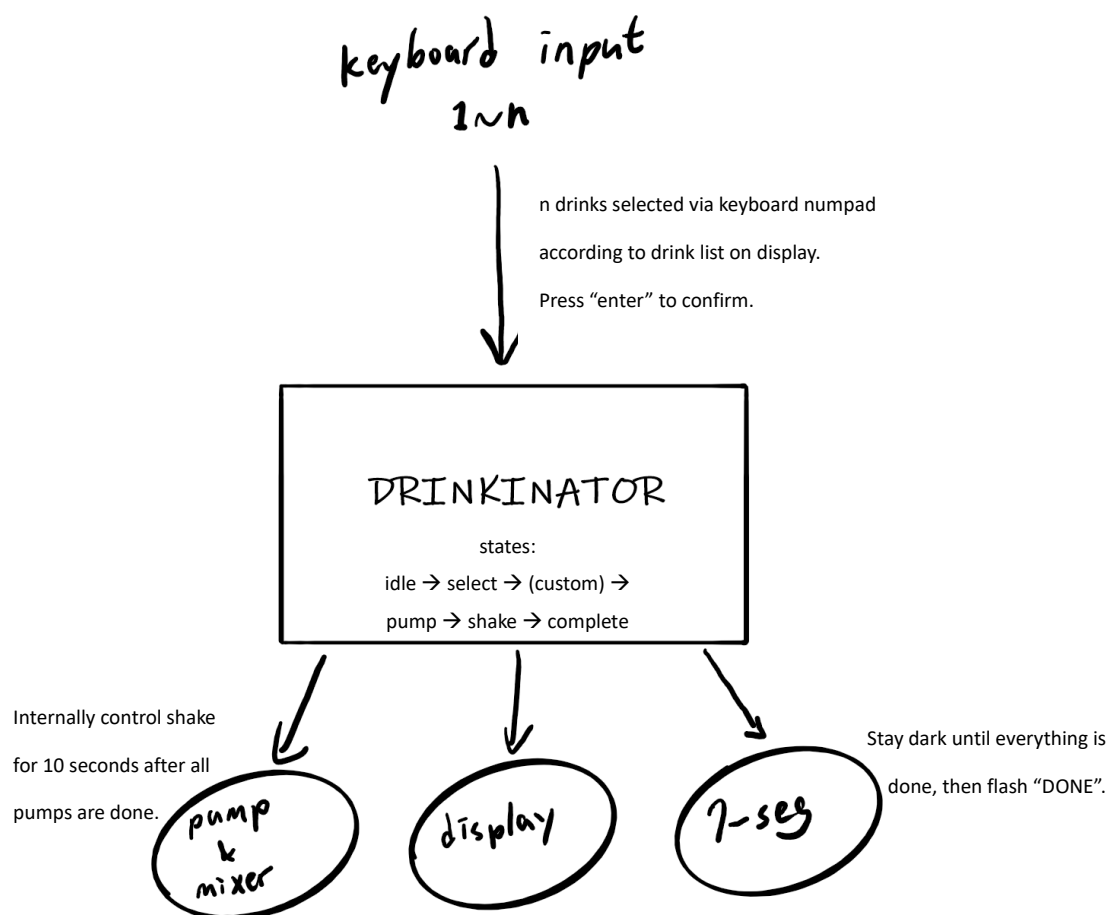 keyboard input
1~n
n drinks selected via keyboard numpad
according to drink list on display.
Press “enter” to confirm.
DRINKINATOR
states:
idle → select → (custom) →
pump → shake → complete
Internally control shake
for 10 seconds after all
pumps are done.
pump
&
mixer
display
7-seg
Stay dark until everything is
done, then flash “DONE”.